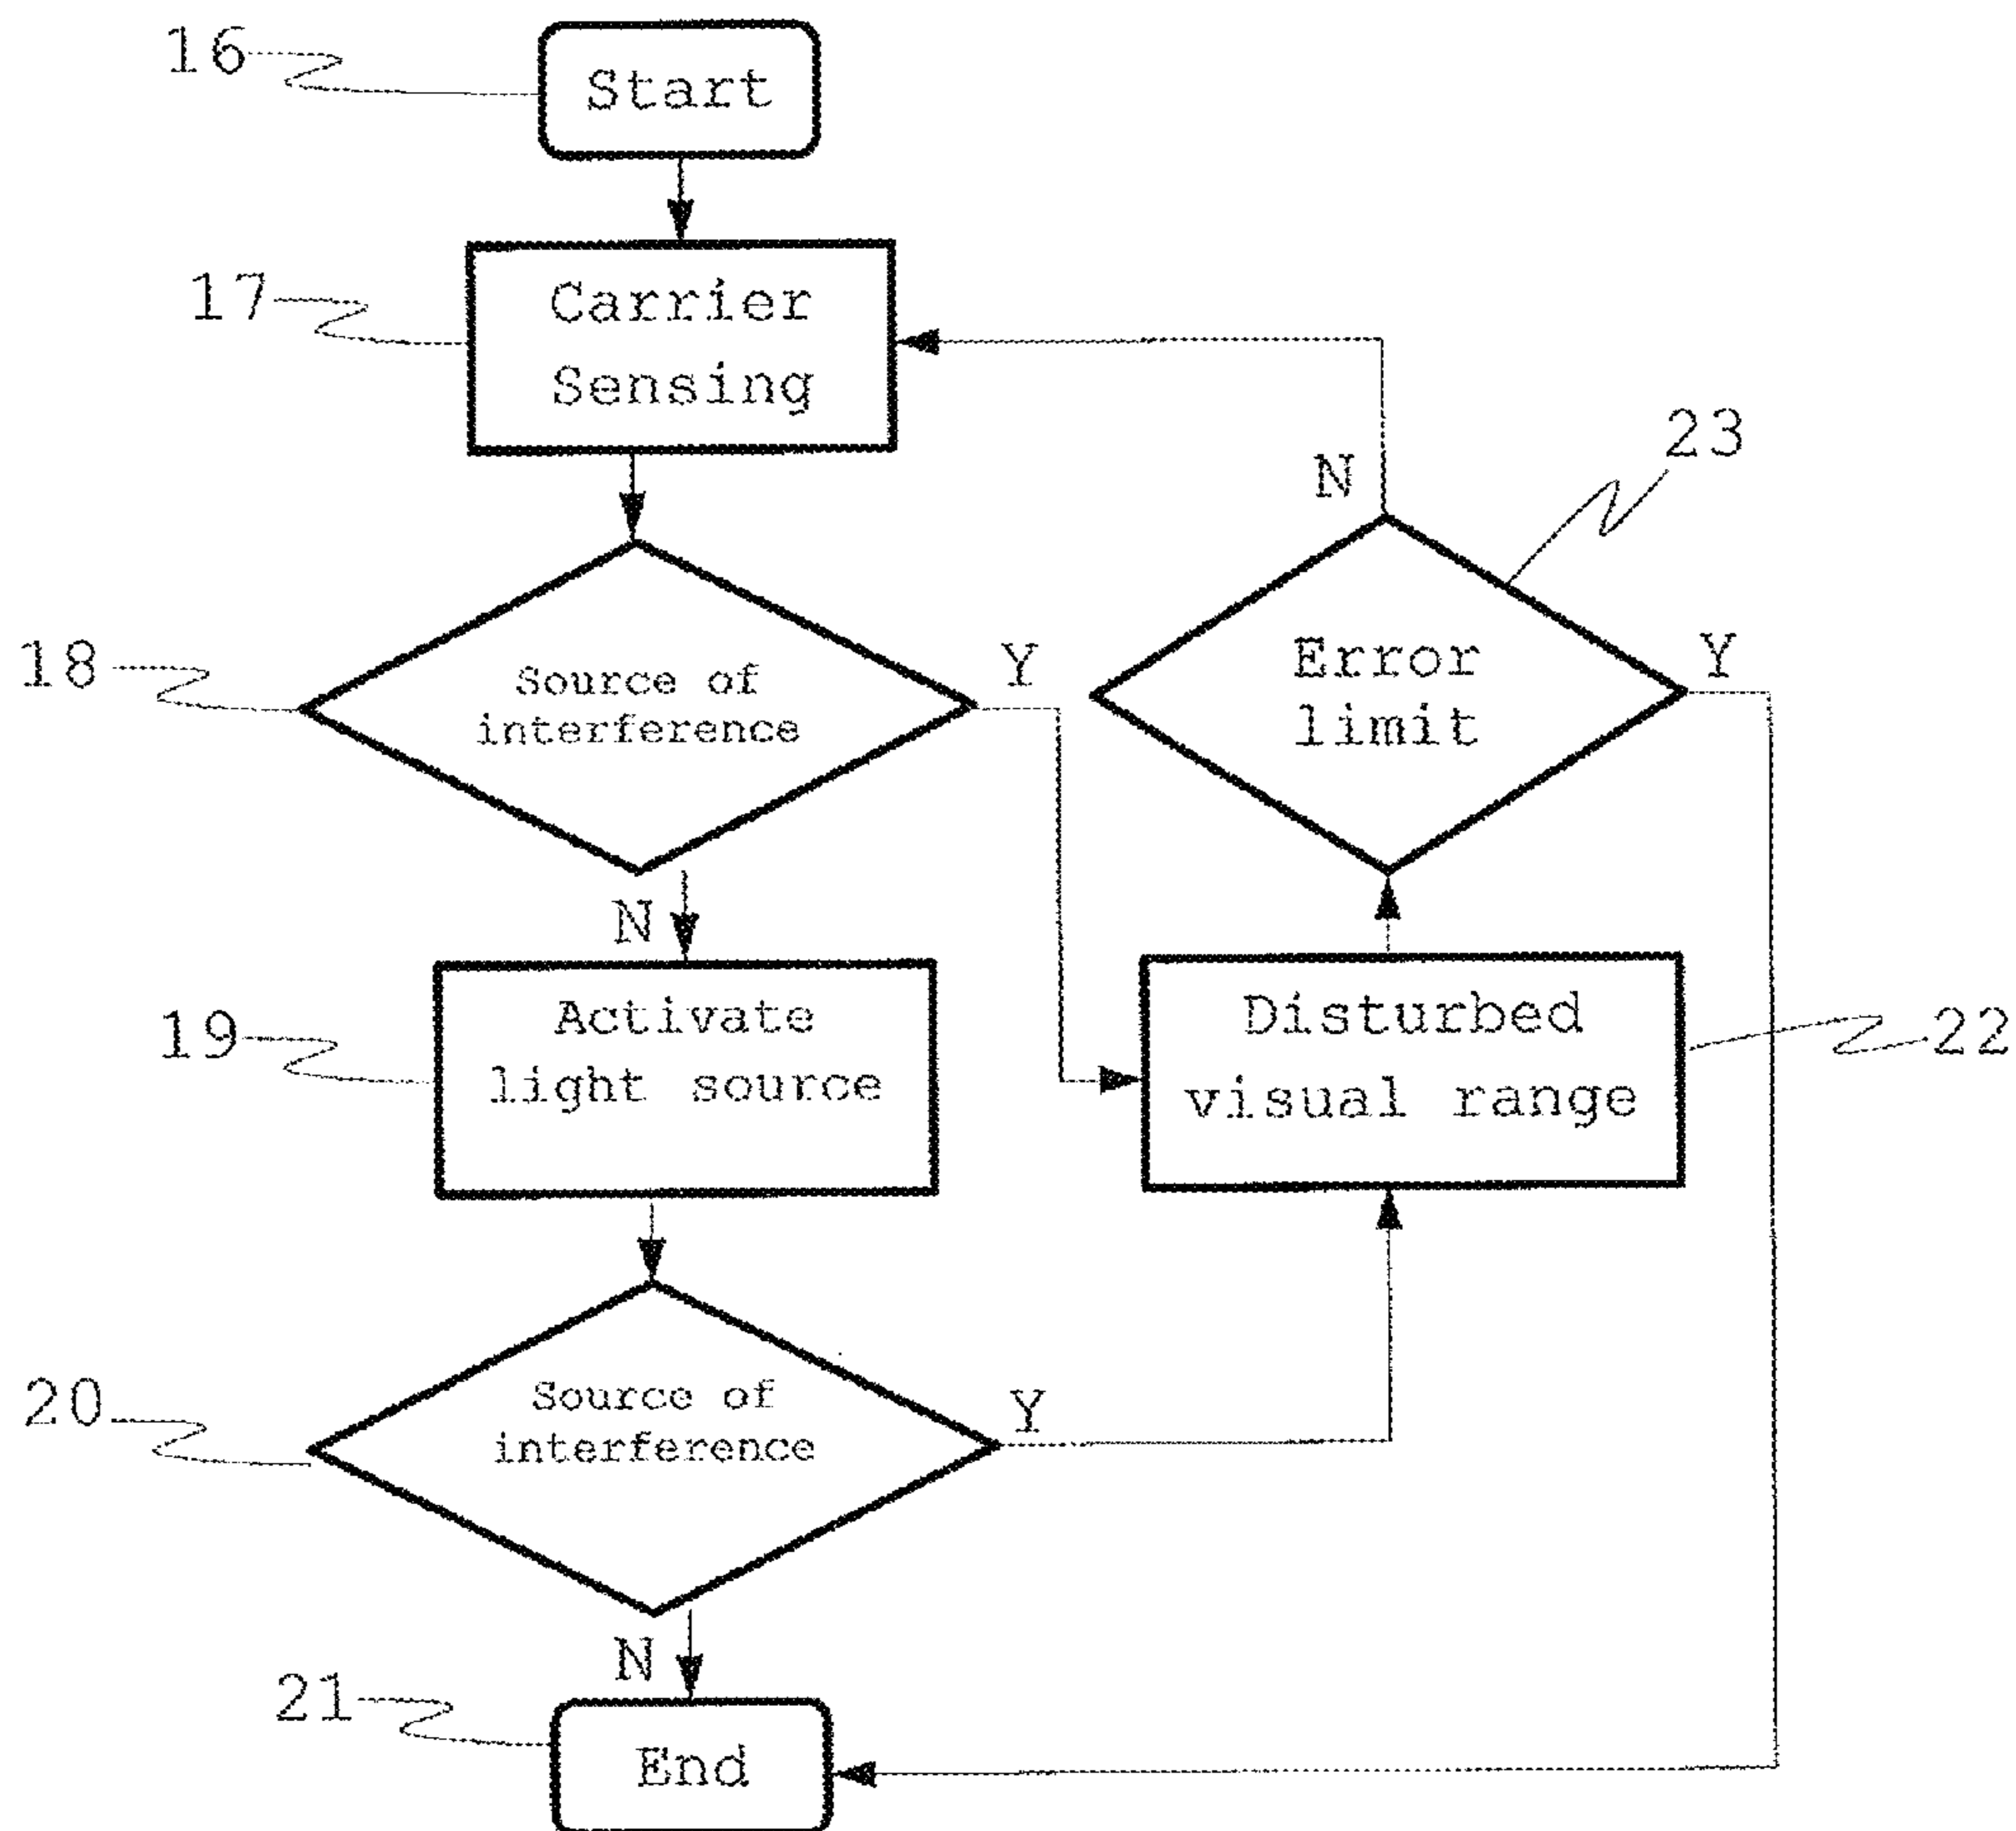 16
Start
17
Carrier
Sensing
23
N
18
Source of
interference
Y
Error
limit
Y
N
19
Activate
light source
Disturbed
visual range
22
20
Source of
interference
Y
N
21
End